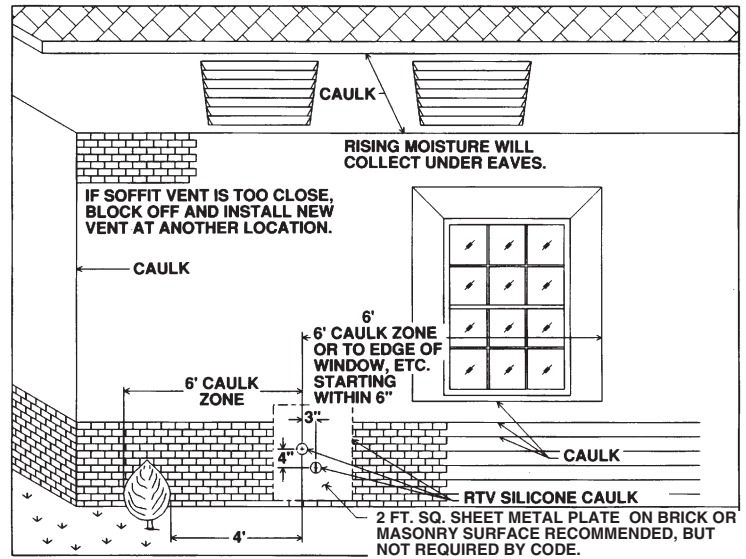 CAULK
RISING MOISTURE WILL
COLLECT UNDER EAVES.
IF SOFFIT VENT IS TOO CLOSE,
BLOCK OFF AND INSTALL NEW
VENT AT ANOTHER LOCATION.
CAULK
6'
6' CAULK ZONE
OR TO EDGE OF
WINDOW, ETC.
STARTING
WITHIN 6"
6' CAULK
ZONE
3"
4"
CAULK
RTV SILICONE CAULK
2 FT. SQ. SHEET METAL PLATE ON BRICK OR
MASONRY SURFACE RECOMMENDED, BUT
NOT REQUIRED BY CODE.
4'